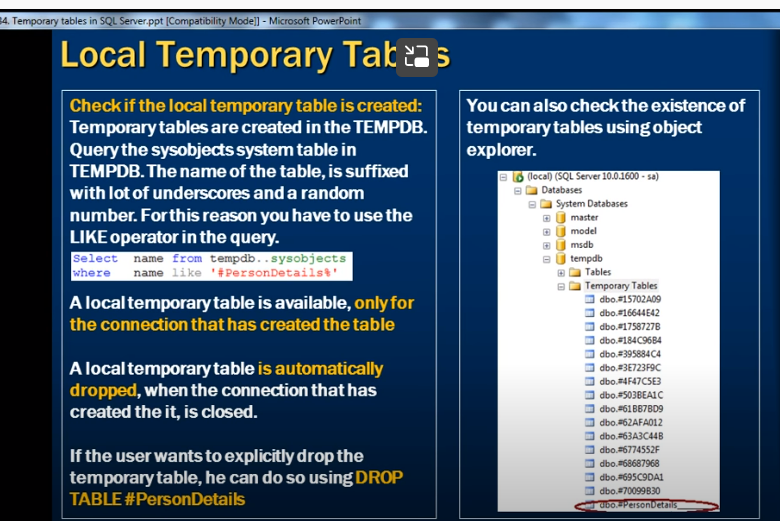 34. Temporary tables in SQL Server.ppt [Compatibility Mode]] - Microsoft PowerPoint
Local Temporary
Check if the local temporary table is created:
Temporary tables are created in the TEMPDB.
Query the sysobjects system table in
TEMPDB. The name of the table, is suffixed
with lot of underscores and a random
number. For this reason you have to use the
LIKE operator in the query.
Select name from tempdb..sysobjects
where name like '#PersonDetails%'
A local temporary table is available, only for
the connection that has created the table
A local temporary table is automatically
dropped, when the connection that has
created the it, is closed.
If the user wants to explicitly drop the
temporary table, he can do so using DROP
TABLE #PersonDetails
You can also check the existence of
temporary tables using object
explorer.
(local) (SQL Server 10.0.1600 - sa)
Databases
System Databases
master
model
msdb
tempdb
Tables
Temporary Tables
dbo.#15702A09
dbo.#16644E42
dbo.#1758727B
dbo.#184C96B4
dbo.#395884C4
dbo.#3E723F9C
dbo.#4F47C5E3
dbo.#503BEA1C
dbo.#61BB7BD9
dbo.#62AFA012
dbo.#63A3C44B
dbo.#6774552F
dbo.#68687968
dbo.#695C9DA1
dbo.#70099B30
dbo.#PersonDetails______